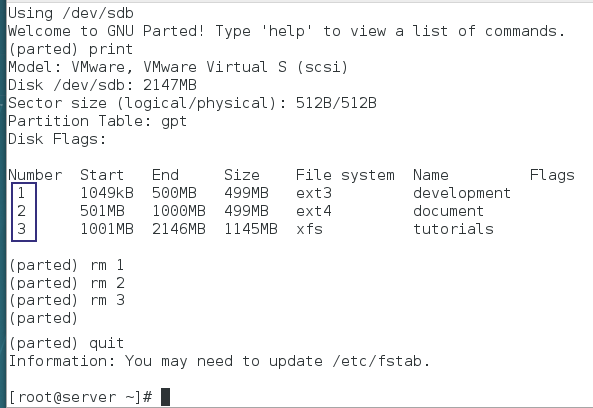 Using /dev/sdb
Welcome to GNU Parted! Type 'help' to view a list of commands.
(parted) print
Model: VMware, VMware Virtual S (scsi)
Disk /dev/sdb: 2147MB
Sector size (logical/physical): 512B/512B
Partition Table: gpt
Disk Flags:
Number  Start   End     Size    File system  Name         Flags
 1      1049kB  500MB   499MB   ext3         development
 2      501MB   1000MB  499MB   ext4         document
 3      1001MB  2146MB  1145MB  xfs          tutorials
(parted) rm 1
(parted) rm 2
(parted) rm 3
(parted)
(parted) quit
Information: You may need to update /etc/fstab.
[root@server ~]#